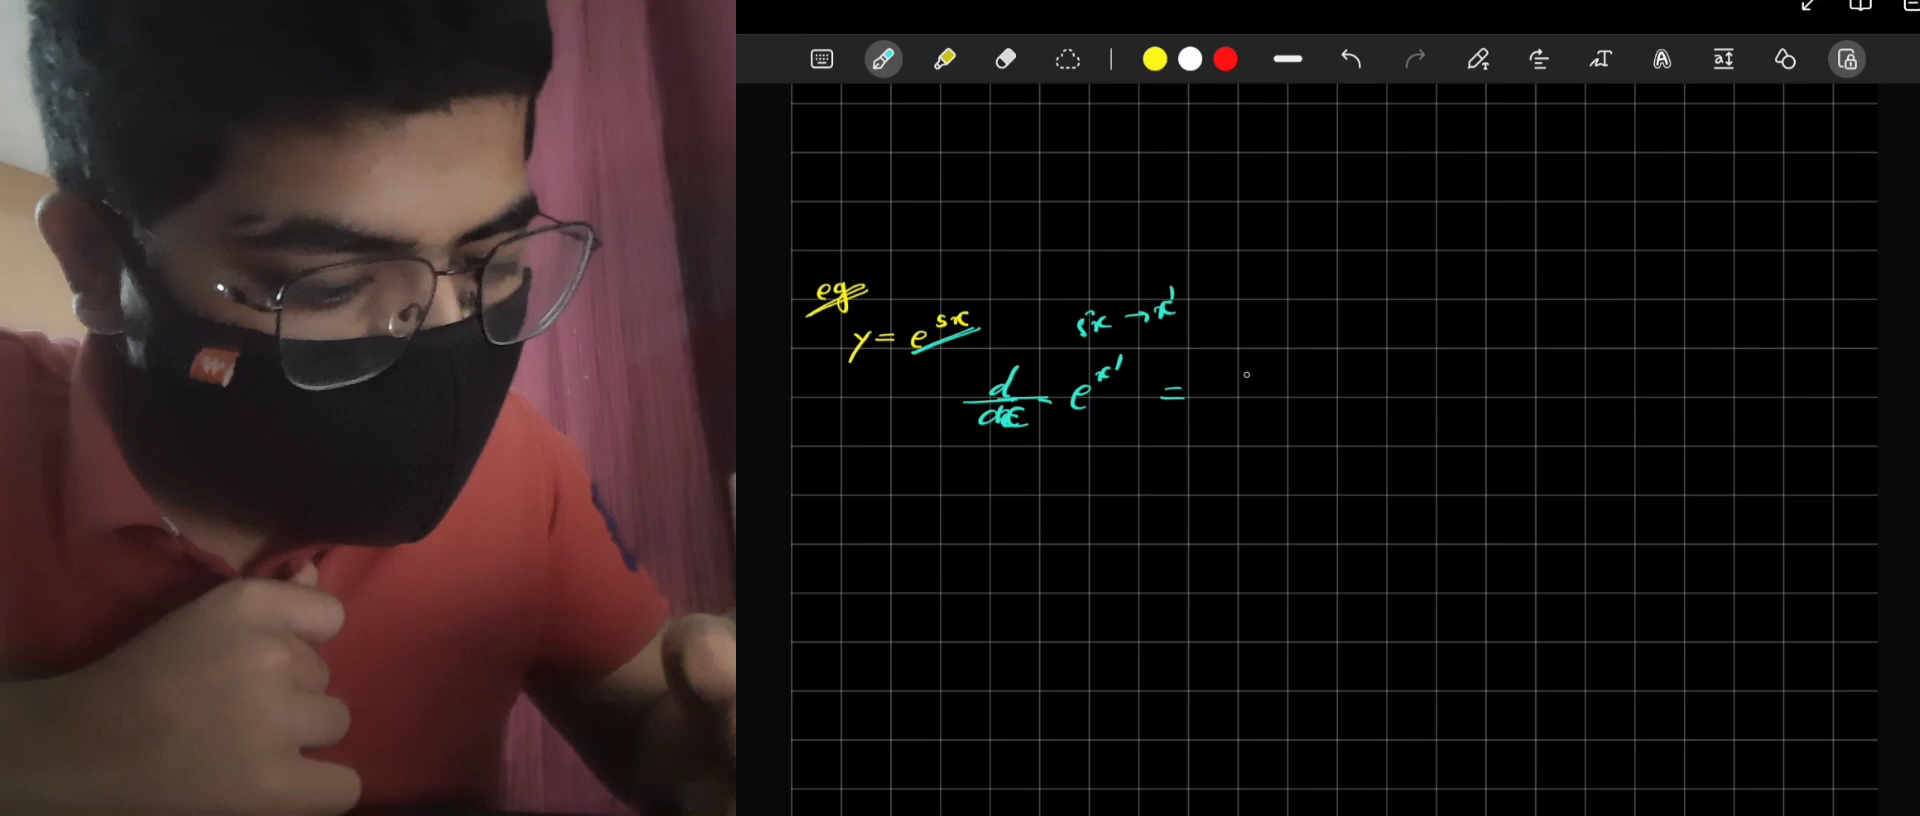 eg
y = e^{5x}
5x → x'
d/dx e^{x'} =